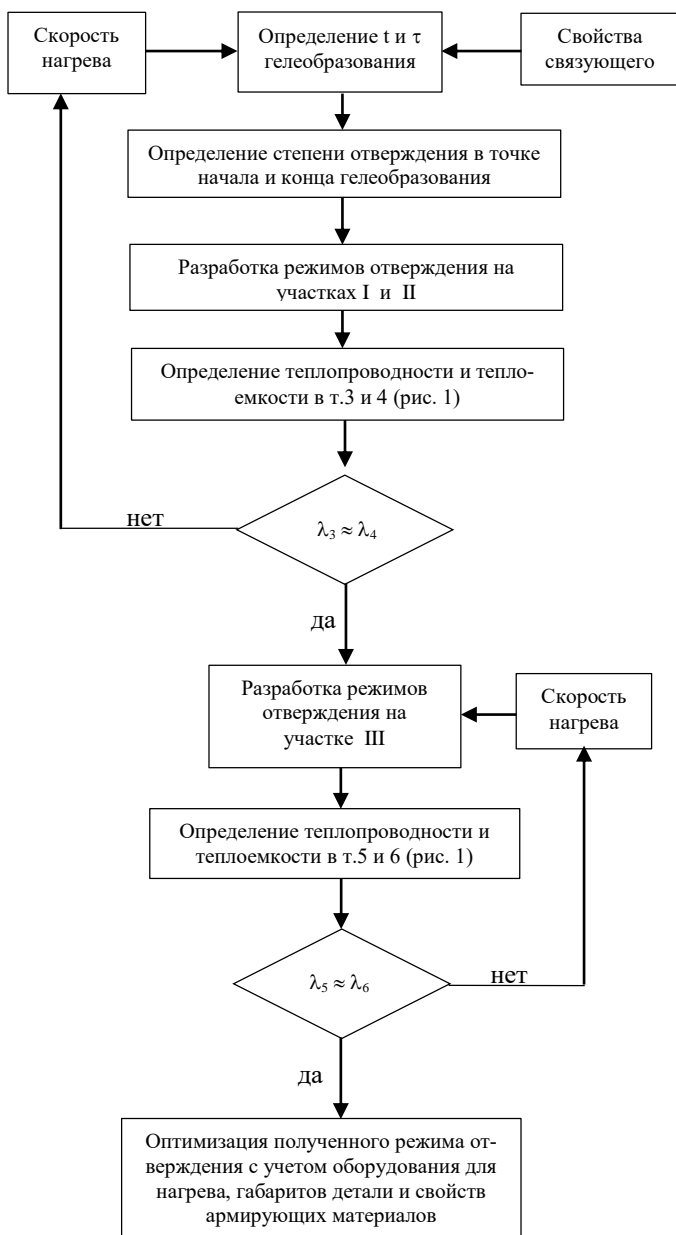 Скорость
нагрева
Определение t и τ
гелеобразования
Свойства
связующего
Определение степени отверждения в точке
начала и конца гелеобразования
Разработка режимов отверждения на
участках I и II
Определение теплопроводности и тепло-
емкости в т.3 и 4 (рис. 1)
нет
λ₃ ≈ λ₄
да
Разработка режимов
отверждения на
участке III
Скорость
нагрева
Определение теплопроводности и
теплоемкости в т.5 и 6 (рис. 1)
λ₅ ≈ λ₆
нет
да
Оптимизация полученного режима от-
верждения с учетом оборудования для
нагрева, габаритов детали и свойств
армирующих материалов